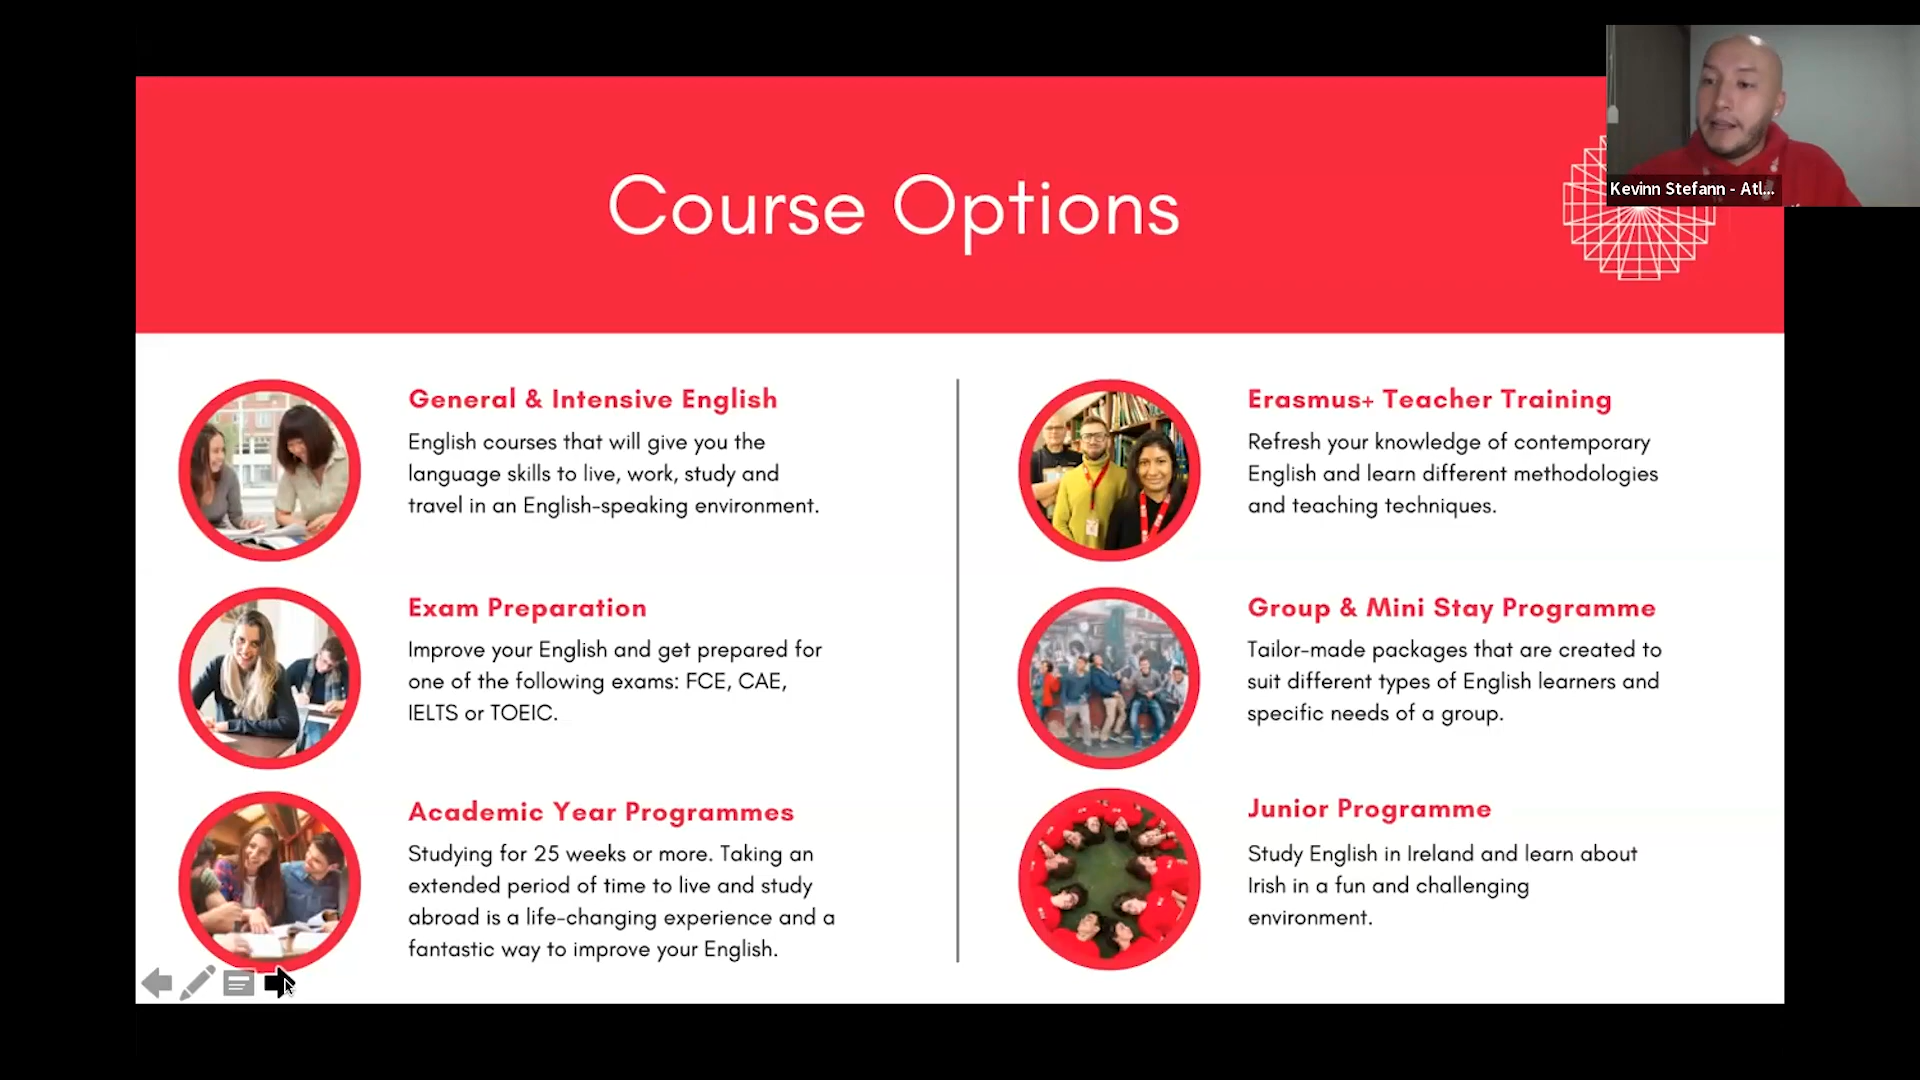 Course Options
Kevinn Stefann - Atl...
General & Intensive English
English courses that will give you the
language skills to live, work, study and
travel in an English-speaking environment.
Exam Preparation
Improve your English and get prepared for
one of the following exams: FCE, CAE,
IELTS or TOEIC.
Academic Year Programmes
Studying for 25 weeks or more. Taking an
extended period of time to live and study
abroad is a life-changing experience and a
fantastic way to improve your English.
Erasmus+ Teacher Training
Refresh your knowledge of contemporary
English and learn different methodologies
and teaching techniques.
Group & Mini Stay Programme
Tailor-made packages that are created to
suit different types of English learners and
specific needs of a group.
Junior Programme
Study English in Ireland and learn about
Irish in a fun and challenging
environment.